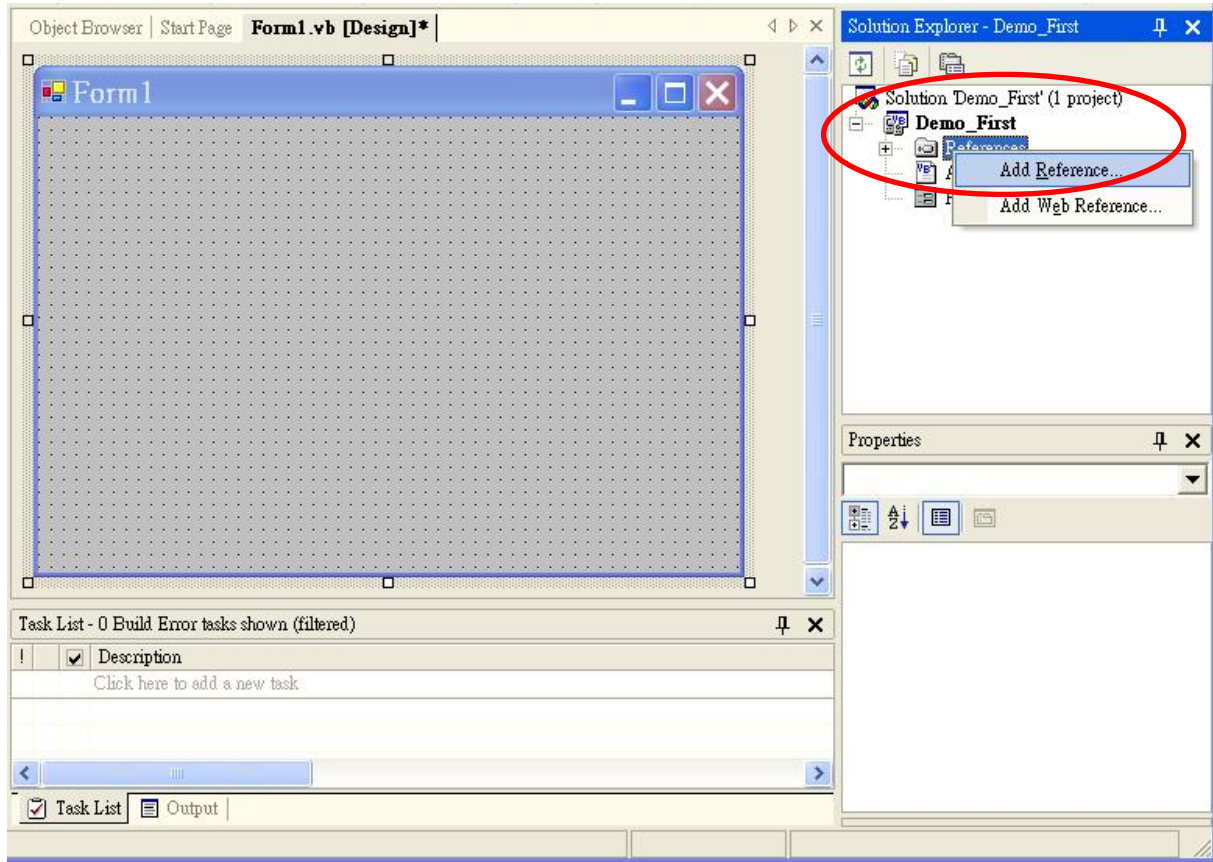 Object Browser | Start Page Form1.vb [Design]*
Form1
Solution Explorer - Demo_First
Solution 'Demo_First' (1 project)
Demo_First
References
Add Reference...
Add Web Reference...
Properties
Task List - 0 Build Error tasks shown (filtered)
! Description
Click here to add a new task
Task List Output